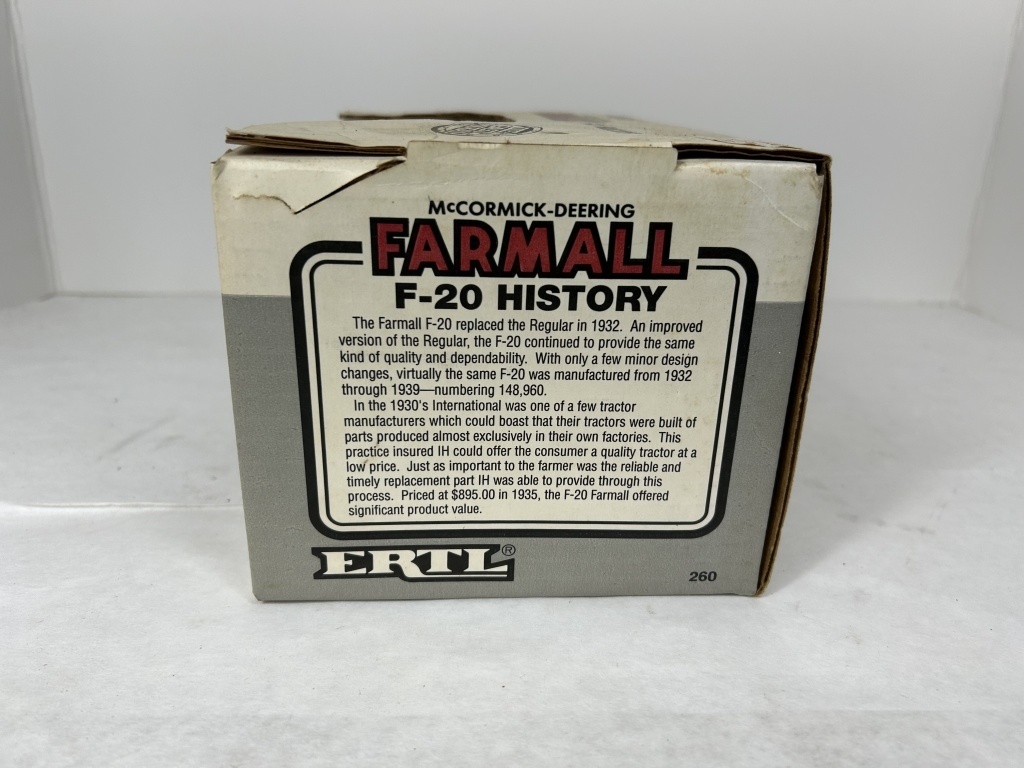 McCORMICK-DEERING
FARMALL
F-20 HISTORY
The Farmall F-20 replaced the Regular in 1932. An improved
version of the Regular, the F-20 continued to provide the same
kind of quality and dependability. With only a few minor design
changes, virtually the same F-20 was manufactured from 1932
through 1939—numbering 148,960.
In the 1930's International was one of a few tractor
manufacturers which could boast that their tractors were built of
parts produced almost exclusively in their own factories. This
practice insured IH could offer the consumer a quality tractor at a
low price. Just as important to the farmer was the reliable and
timely replacement part IH was able to provide through this
process. Priced at $895.00 in 1935, the F-20 Farmall offered
significant product value.
ERTL®
260